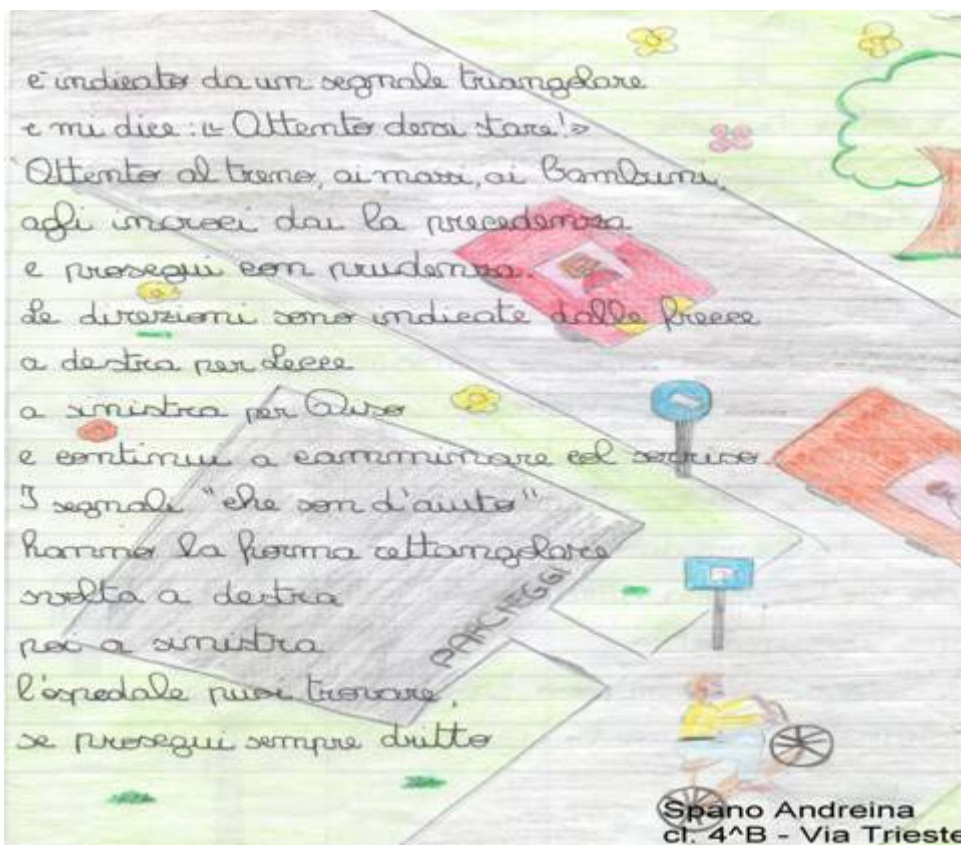 è indicato da un segnale triangolare
e mi dice: « Attento devi stare!»
Attento al treno, ai massi, ai bambini,
agli incroci dai la precedenza
e prosegui con prudenza.
Le direzioni sono indicate dalle frecce
a destra per Lecce
a sinistra per
e continui a camminare col sorriso.
I segnali "che son d'aiuto"
hanno la forma rettangolare
svolta a destra
poi a sinistra
l'ospedale puoi trovare,
se prosegui sempre dritto
PARCHEGGI
Spano Andreina
cl. 4^B - Via Trieste